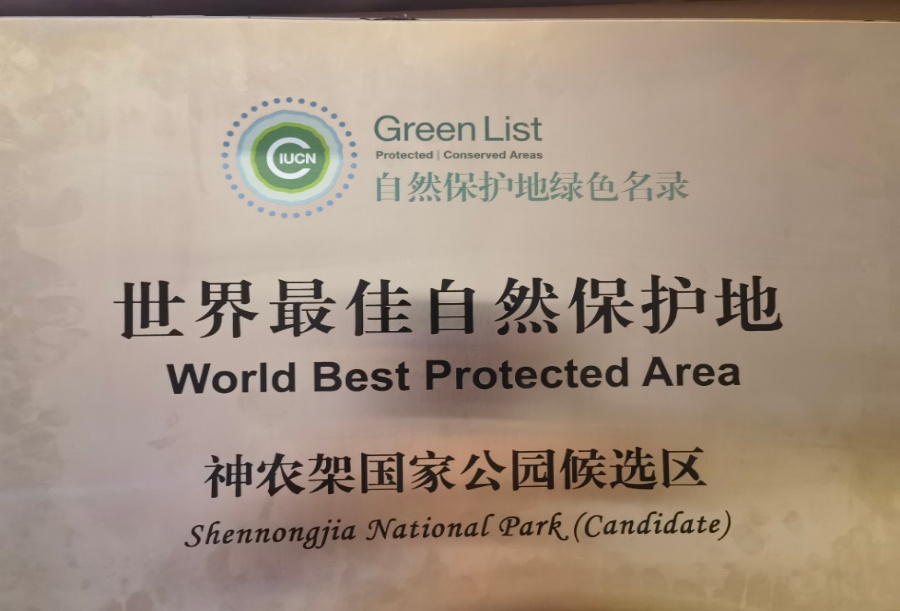 IUCN
Green List
Protected | Conserved Areas
自然保护地绿色名录
世界最佳自然保护地
World Best Protected Area
神农架国家公园候选区
Shennongjia National Park (Candidate)